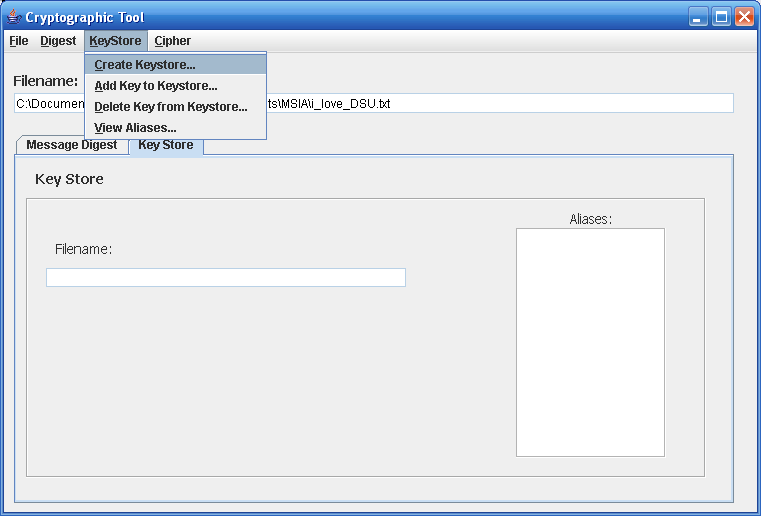 Cryptographic Tool
File Digest KeyStore Cipher
Create Keystore...
Add Key to Keystore...
Delete Key from Keystore...
View Aliases...
Filename:
C:\Documen ts\MSIA\i_love_DSU.txt
Message Digest Key Store
Key Store
Aliases:
Filename: